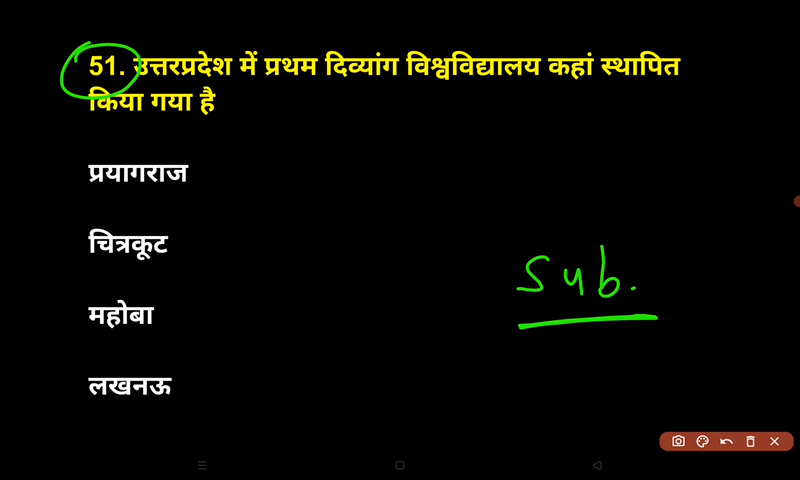 51. उत्तरप्रदेश में प्रथम दिव्यांग विश्वविद्यालय कहां स्थापित
किया गया है
प्रयागराज
चित्रकूट
sub.
महोबा
लखनऊ